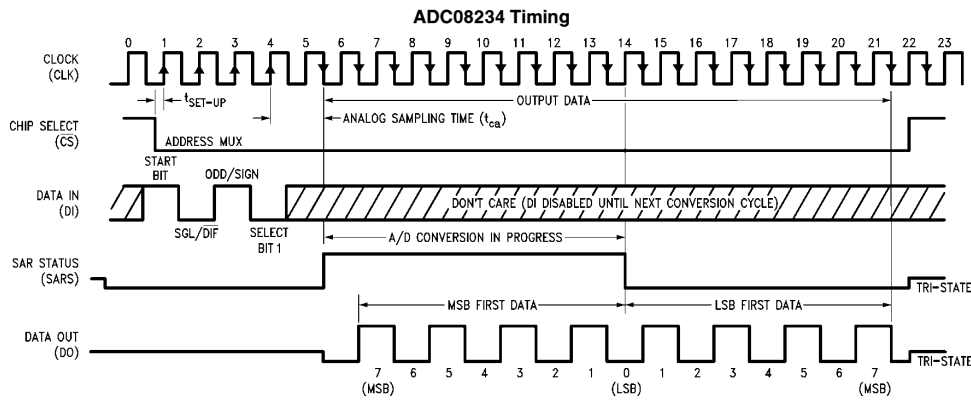 ADC08234 Timing
0 1 2 3 4 5 6 7 8 9 10 11 12 13 14 15 16 17 18 19 20 21 22 23
CLOCK
(CLK)
tSET-UP
OUTPUT DATA
ANALOG SAMPLING TIME (tca)
CHIP SELECT
(CS)
ADDRESS MUX
START
BIT
ODD/SIGN
DATA IN
(DI)
DON'T CARE (DI DISABLED UNTIL NEXT CONVERSION CYCLE)
SGL/DIF
SELECT
BIT 1
A/D CONVERSION IN PROGRESS
SAR STATUS
(SARS)
TRI-STATE
MSB FIRST DATA
LSB FIRST DATA
DATA OUT
(DO)
TRI-STATE
7 6 5 4 3 2 1 0 1 2 3 4 5 6 7
(MSB) (LSB) (MSB)